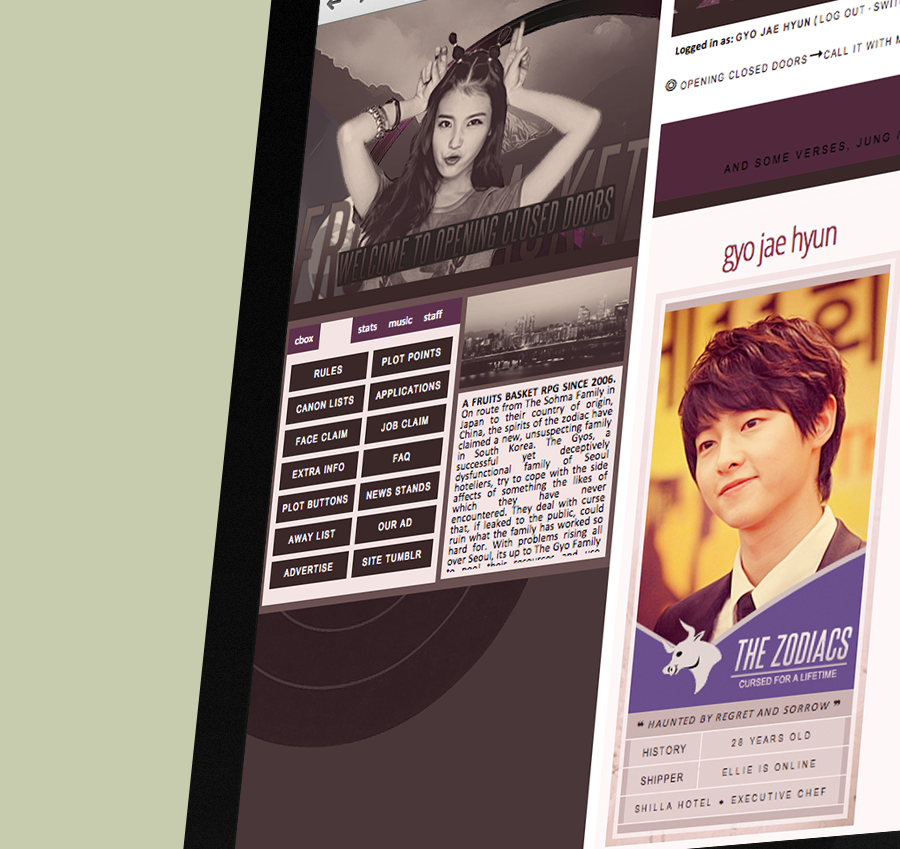 WELCOME TO OPENING CLOSED DOORS
cbox
stats music staff
RULES
PLOT POINTS
CANON LISTS
APPLICATIONS
FACE CLAIM
JOB CLAIM
EXTRA INFO
FAQ
PLOT BUTTONS
NEWS STANDS
AWAY LIST
OUR AD
ADVERTISE
SITE TUMBLR
A FRUITS BASKET RPG SINCE 2006.
On route from The Sohma Family in
Japan to their country of origin,
China, the spirits of the zodiac have
claimed a new, unsuspecting family
in South Korea. The Gyos, a
successful yet deceptively
dysfunctional family of Seoul
hoteliers, try to cope with the side
affects of something the likes of
which they have never
encountered. They deal with curse
that, if leaked to the public, could
ruin what the family has worked so
hard for. With problems rising all
over Seoul, its up to The Gyo Family
to pool their resources and use
Logged in as: GYO JAE HYUN ( LOG OUT · SWIT
OPENING CLOSED DOORS → CALL IT WITH M
AND SOME VERSES, JUNG
gyo jae hyun
THE ZODIACS
CURSED FOR A LIFETIME
❝ HAUNTED BY REGRET AND SORROW ❞
HISTORY
28 YEARS OLD
SHIPPER
ELLIE IS ONLINE
SHILLA HOTEL ♦ EXECUTIVE CHEF